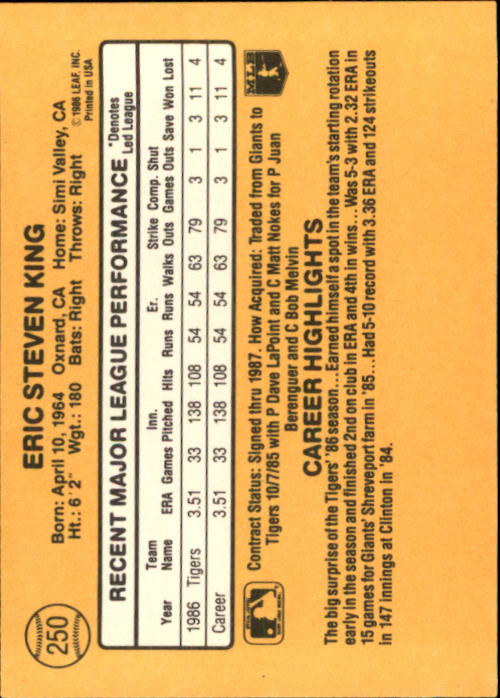 250
ERIC STEVEN KING
Born: April 10, 1964 Oxnard, CA Home: Simi Valley, CA
Ht.: 6' 2" Wgt.: 180 Bats: Right Throws: Right
©1986 LEAF, INC.
Printed in USA
RECENT MAJOR LEAGUE PERFORMANCE
*Denotes
Led League
Team Inn. Er. Strike Comp. Shut
Year Name ERA Games Pitched Hits Runs Runs Walks Outs Games Outs Save Won Lost
1986 Tigers 3.51 33 138 108 54 54 63 79 3 1 3 11 4
Career 3.51 33 138 108 54 54 63 79 3 1 3 11 4
MLB
Contract Status: Signed thru 1987. How Acquired: Traded from Giants to
Tigers 10/7/85 with P Dave LaPoint and C Matt Nokes for P Juan
Berenguer and C Bob Melvin
CAREER HIGHLIGHTS
The big surprise of the Tigers' '86 season...Earned himself a spot in the team's starting rotation
early in the season and finished 2nd on club in ERA and 4th in wins...Was 5-3 with 2.32 ERA in
15 games for Giants' Shreveport farm in '85...Had 5-10 record with 3.36 ERA and 124 strikeouts
in 147 innings at Clinton in '84.